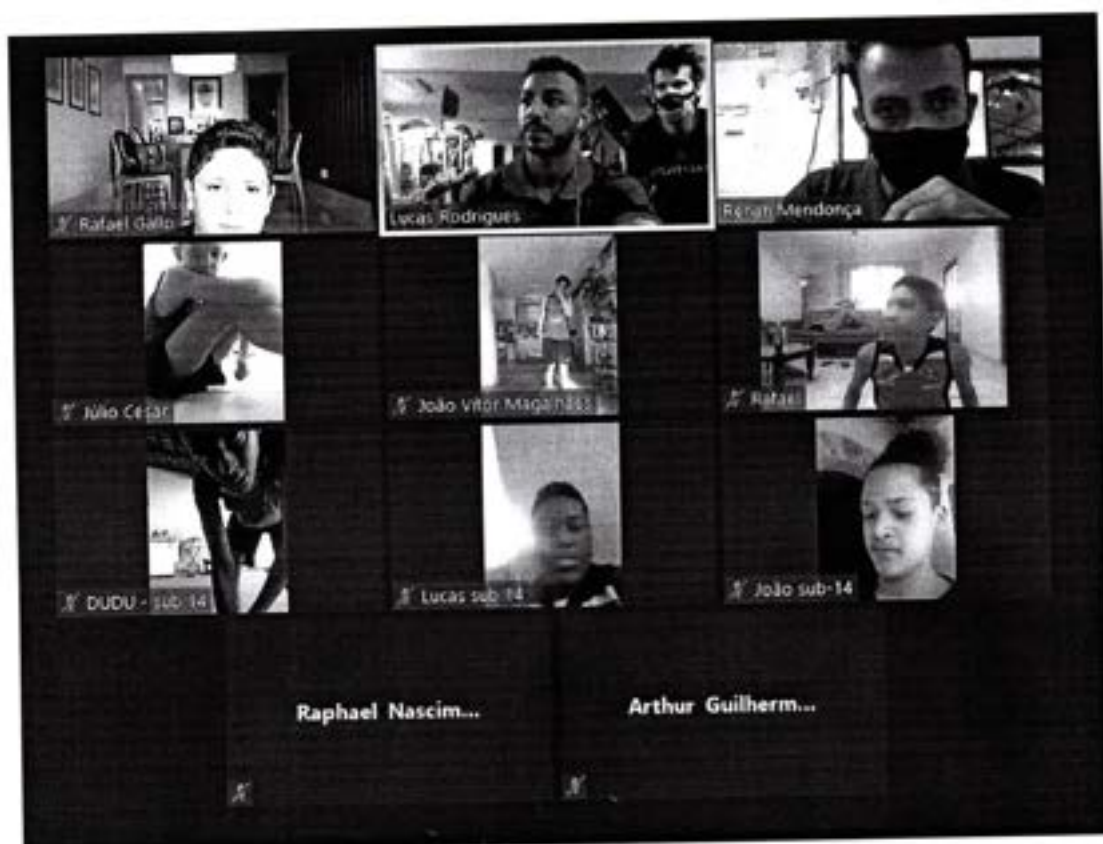 Rafael Gallo
Lucas Rodrigues
Renan Mendonça
Júlio César
João Vitor Magalhães
Rafael
DUDU - sub 14
Lucas sub 14
João sub-14
Raphael Nascim...
Arthur Guilherm...